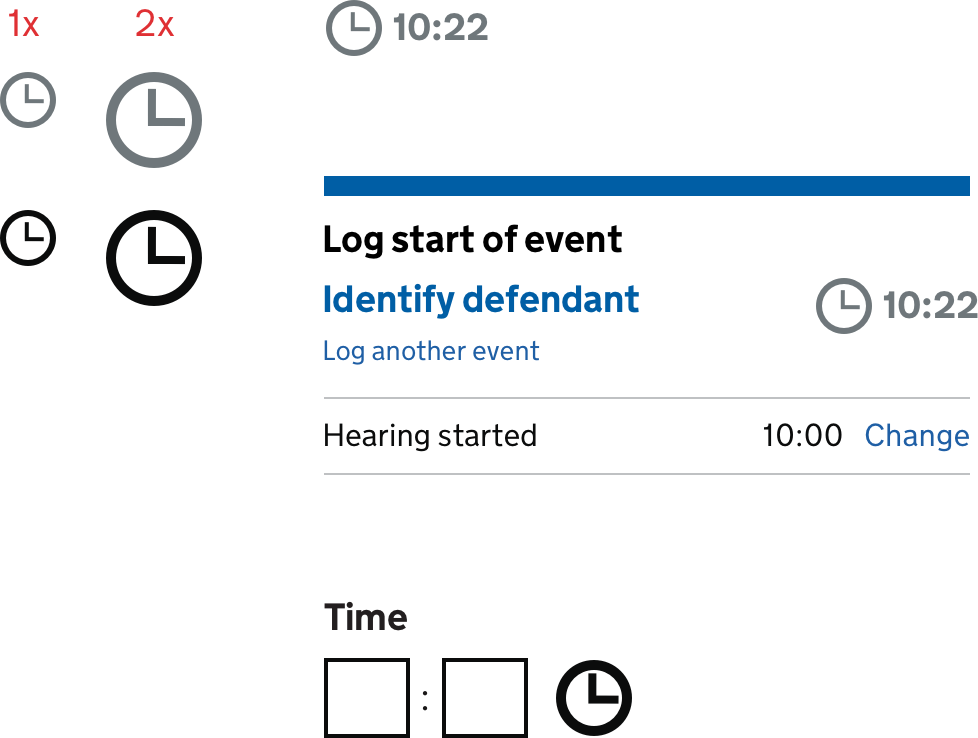 1x 2x
10:22
Log start of event
Identify defendant 10:22
Log another event
Hearing started 10:00 Change
Time
: